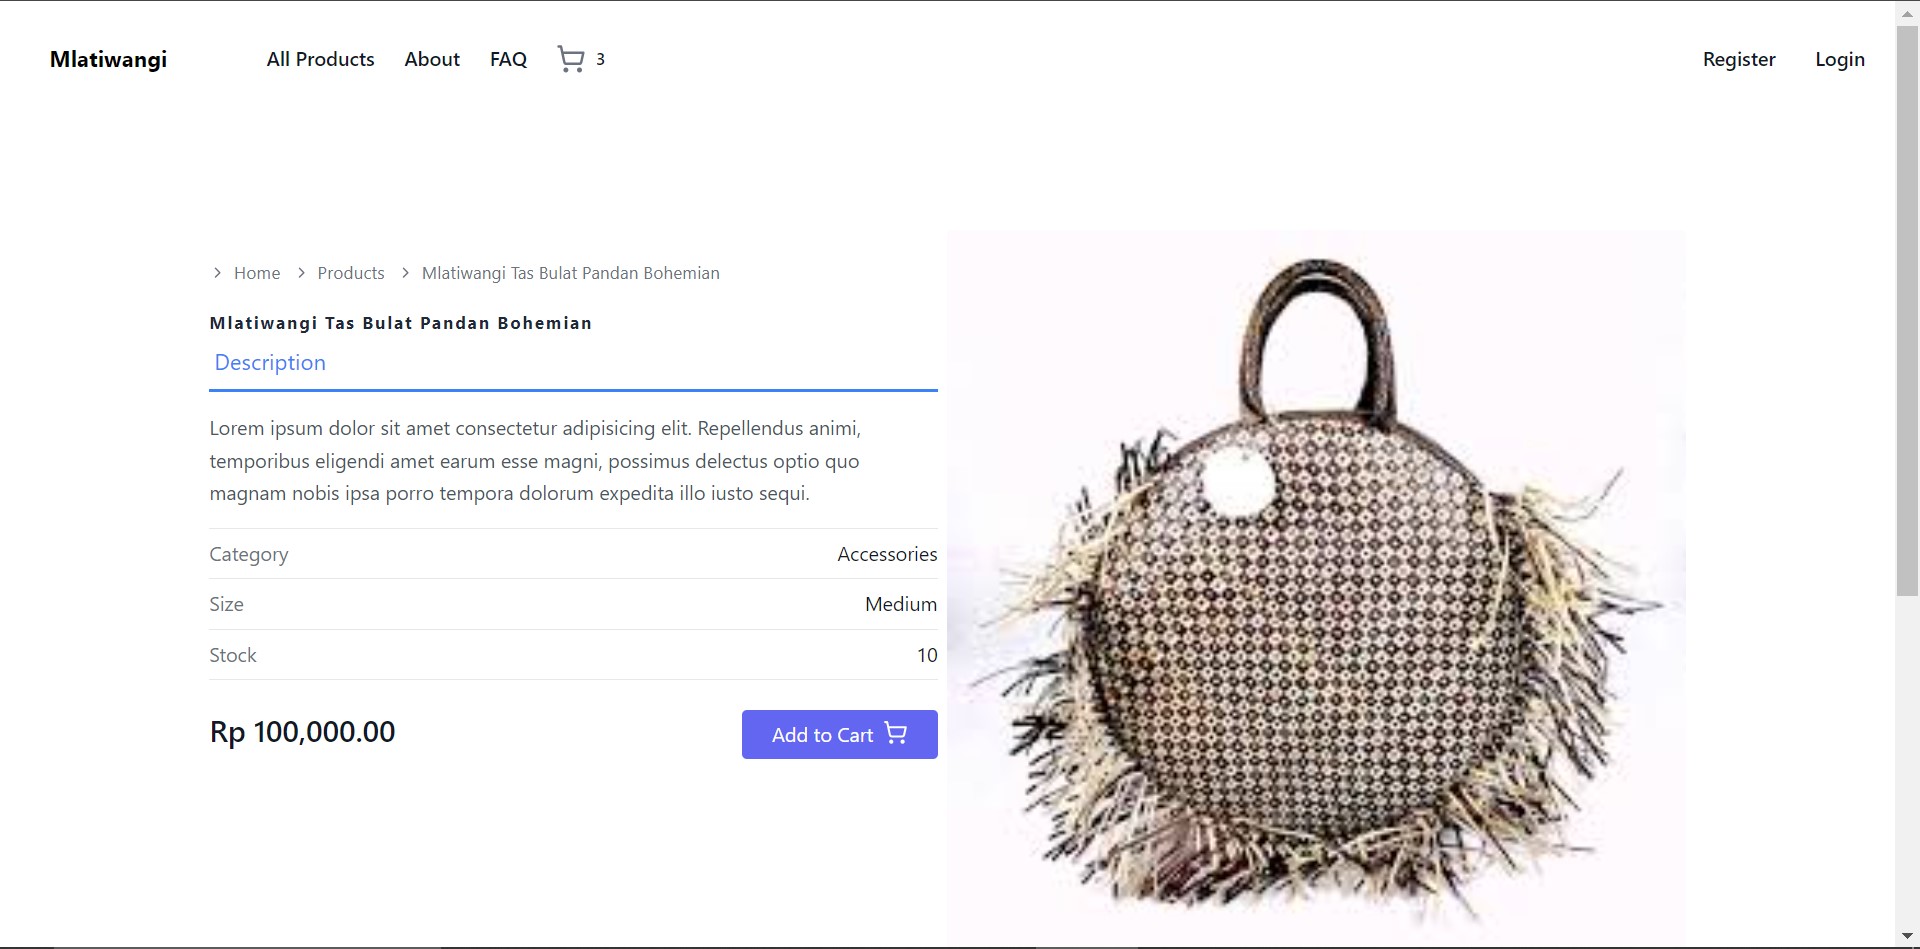 Mlatiwangi All Products About FAQ 3 Register Login
Home Products Mlatiwangi Tas Bulat Pandan Bohemian
Mlatiwangi Tas Bulat Pandan Bohemian
Description
Lorem ipsum dolor sit amet consectetur adipisicing elit. Repellendus animi,
temporibus eligendi amet earum esse magni, possimus delectus optio quo
magnam nobis ipsa porro tempora dolorum expedita illo iusto sequi.
Category Accessories
Size Medium
Stock 10
Rp 100,000.00 Add to Cart